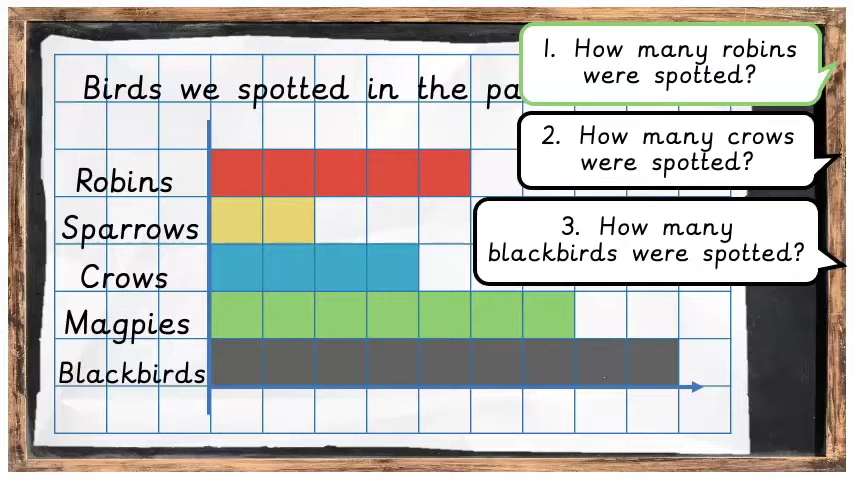 Birds we spotted in the pa
Robins
Sparrows
Crows
Magpies
Blackbirds
1. How many robins
were spotted?
2. How many crows
were spotted?
3. How many
blackbirds were spotted?